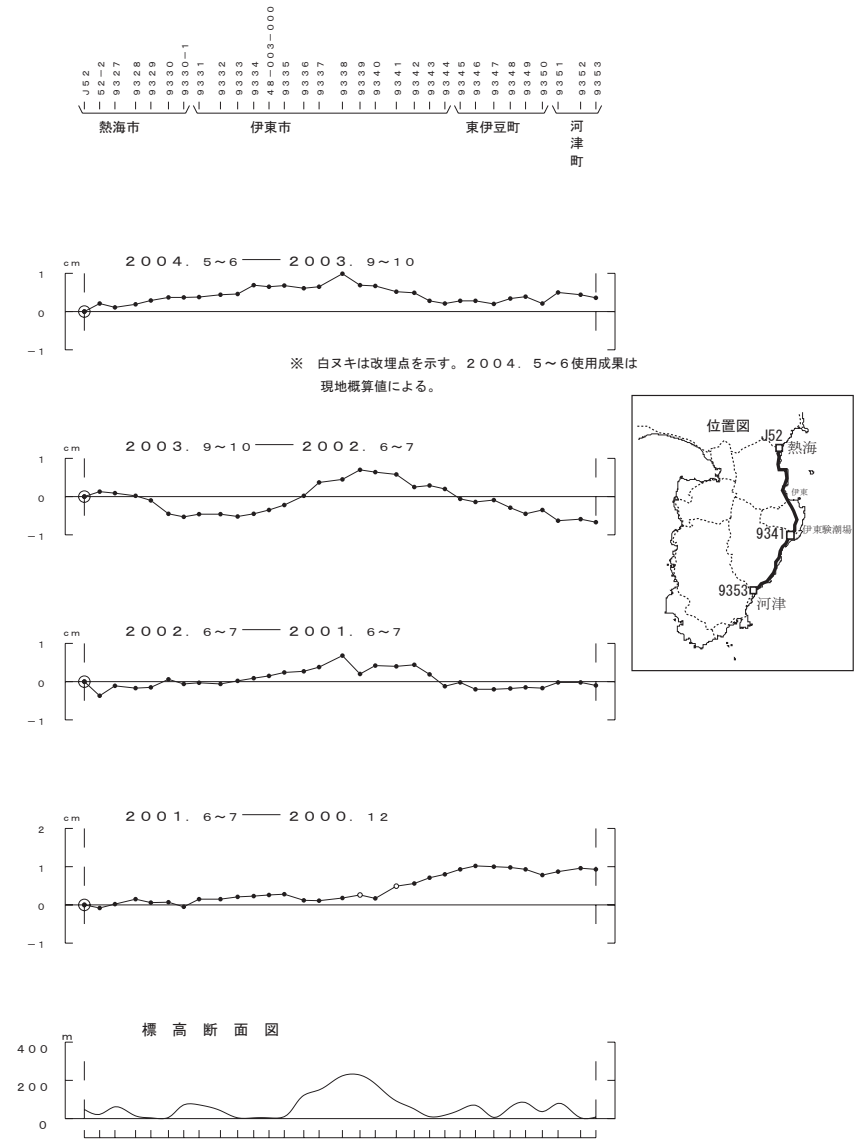 J52
52-2
9327
9328
9329
9330
9330-1
9331
9332
9333
9334
48-003-000
9335
9336
9337
9338
9339
9340
9341
9342
9343
9344
9345
9346
9347
9348
9349
9350
9351
9352
9353
熱海市
伊東市
東伊豆町
河津町
cm
2004. 5~6 ── 2003. 9~10
1
0
-1
※ 白ヌキは改埋点を示す。2004. 5~6使用成果は
現地概算値による。
cm
2003. 9~10 ── 2002. 6~7
1
0
-1
位置図
J52
熱海
伊東
9341
伊東験潮場
9353
河津
cm
2002. 6~7 ── 2001. 6~7
1
0
-1
cm
2001. 6~7 ── 2000. 12
2
1
0
-1
標高断面図
m
400
200
0